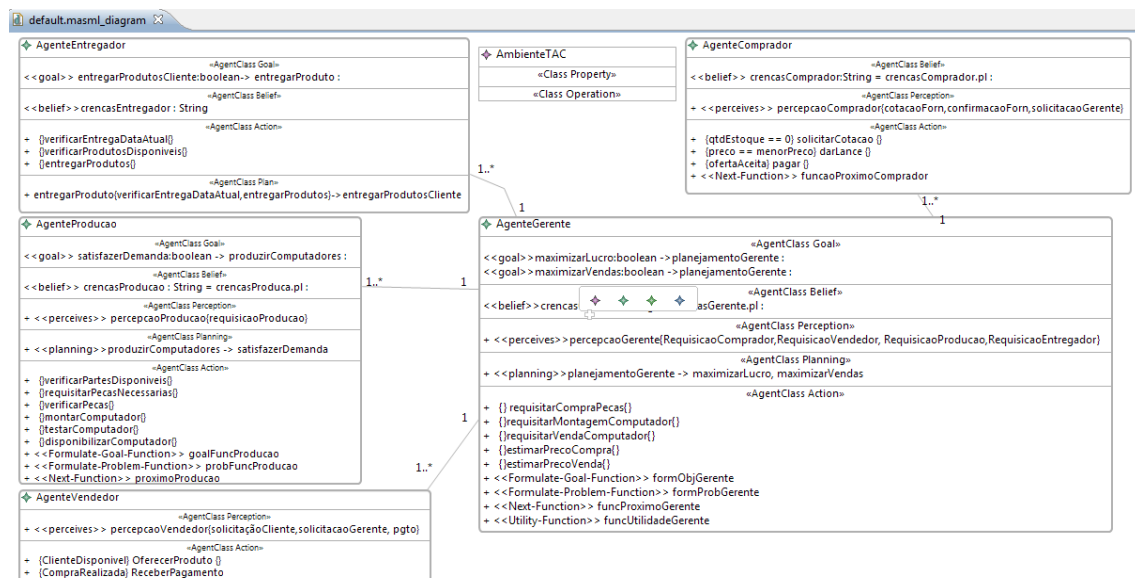 default.masml_diagram
AgenteEntregador
«AgentClass Goal»
<<goal>> entregarProdutosCliente:boolean-> entregarProduto :
«AgentClass Belief»
<<belief>>crencasEntregador : String
«AgentClass Action»
+ {}verificarEntregaDataAtual{}
+ {}verificarProdutosDisponiveis{}
+ {}entregarProdutos{}
«AgentClass Plan»
+ entregarProduto{verificarEntregaDataAtual,entregarProdutos}->entregarProdutosCliente
AmbienteTAC
«Class Property»
«Class Operation»
AgenteComprador
«AgentClass Belief»
<<belief>> crencasComprador:String = crencasComprador.pl :
«AgentClass Perception»
+ <<perceives>> percepcaoComprador{cotacaoForn,confirmacaoForn,solicitacaoGerente}
«AgentClass Action»
+ {qtdEstoque == 0} solicitarCotacao {}
+ {preco == menorPreco} darLance {}
+ {ofertaAceita} pagar {}
+ <<Next-Function>> funcaoProximoComprador
1..*
1
1..*
1
AgenteProducao
«AgentClass Goal»
<<goal>> satisfazerDemanda:boolean -> produzirComputadores :
«AgentClass Belief»
<<belief>> crencasProducao : String = crencasProduca.pl :
«AgentClass Perception»
+ <<perceives>> percepcaoProducao{requisicaoProducao}
«AgentClass Planning»
+ <<planning>>produzirComputadores -> satisfazerDemanda
«AgentClass Action»
+ {}verificarPartesDisponiveis{}
+ {}requisitarPecasNecessarias{}
+ {}verificarPecas{}
+ {}montarComputador{}
+ {}testarComputador{}
+ {}disponibilizarComputador{}
+ <<Formulate-Goal-Function>> goalFuncProducao
+ <<Formulate-Problem-Function>> probFuncProducao
+ <<Next-Function>> proximoProducao
1..*
1
AgenteGerente
«AgentClass Goal»
<<goal>>maximizarLucro:boolean ->planejamentoGerente :
<<goal>>maximizarVendas:boolean ->planejamentoGerente :
«AgentClass Belief»
<<belief>>crencas asGerente.pl :
«AgentClass Perception»
+ <<perceives>>percepcaoGerente{RequisicaoComprador,RequisicaoVendedor, RequisicaoProducao,RequisicaoEntregador}
«AgentClass Planning»
+ <<planning>>planejamentoGerente -> maximizarLucro, maximizarVendas
«AgentClass Action»
+ {} requisitarCompraPecas{}
+ {}requisitarMontagemComputador{}
+ {}requisitarVendaComputador{}
+ {}estimarPrecoCompra{}
+ {}estimarPrecoVenda{}
+ <<Formulate-Goal-Function>> formObjGerente
+ <<Formulate-Problem-Function>> formProbGerente
+ <<Next-Function>> funcProximoGerente
+ <<Utility-Function>> funcUtilidadeGerente
1
1..*
AgenteVendedor
«AgentClass Perception»
+ <<perceives>> percepcaoVendedor{solicitaçãoCliente,solicitacaoGerente, pgto}
«AgentClass Action»
+ {ClienteDisponivel} OferecerProduto {}
+ {CompraRealizada} ReceberPagamento